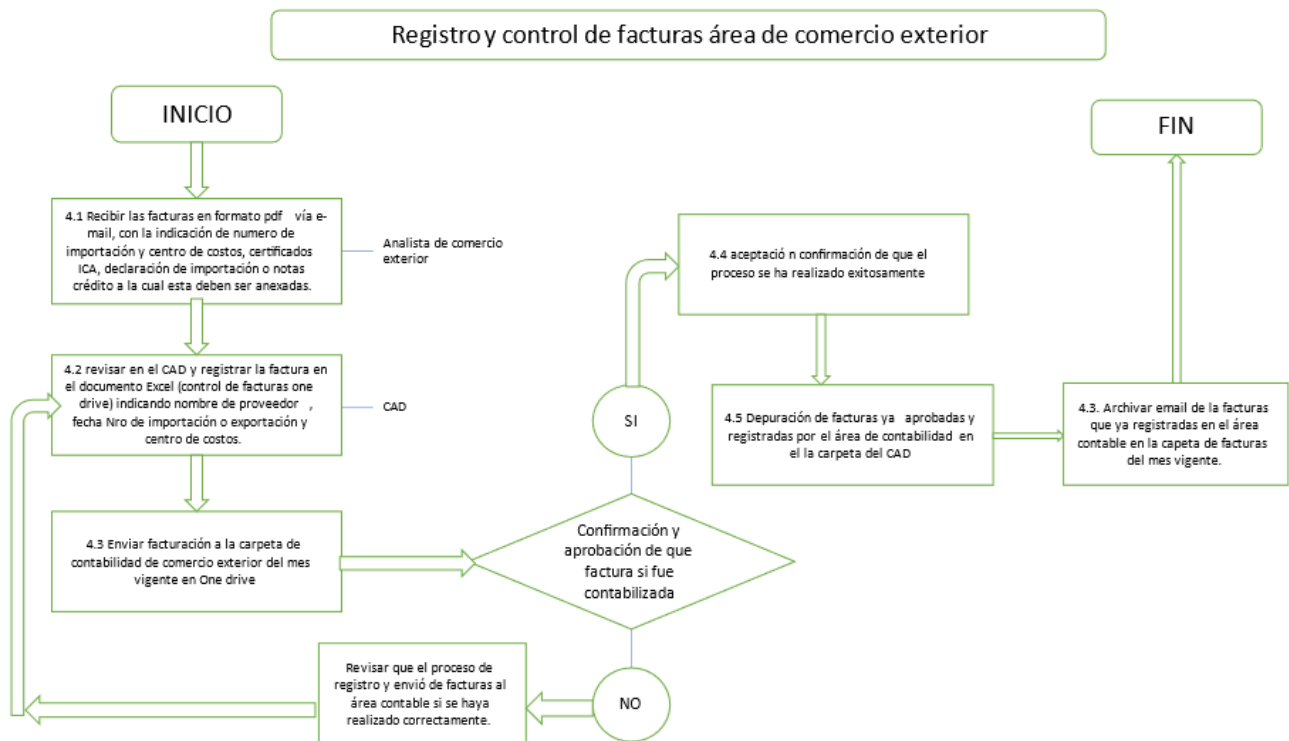 Registro y control de facturas área de comercio exterior
INICIO
4.1 Recibir las facturas en formato pdf vía e-
mail, con la indicación de numero de
importación y centro de costos, certificados
ICA, declaración de importación o notas
crédito a la cual esta deben ser anexadas.
Analista de comercio
exterior
4.2 revisar en el CAD y registrar la factura en
el documento Excel (control de facturas one
drive) indicando nombre de proveedor ,
fecha Nro de importación o exportación y
centro de costos.
CAD
4.3 Enviar facturación a la carpeta de
contabilidad de comercio exterior del mes
vigente en One drive
Confirmación y
aprobación de que
factura si fue
contabilizada
NO
Revisar que el proceso de
registro y envió de facturas al
área contable si se haya
realizado correctamente.
SI
4.4 aceptació n confirmación de que el
proceso se ha realizado exitosamente
4.5 Depuración de facturas ya aprobadas y
registradas por el área de contabilidad en
el la carpeta del CAD
4.3. Archivar email de la facturas
que ya registradas en el área
contable en la capeta de facturas
del mes vigente.
FIN